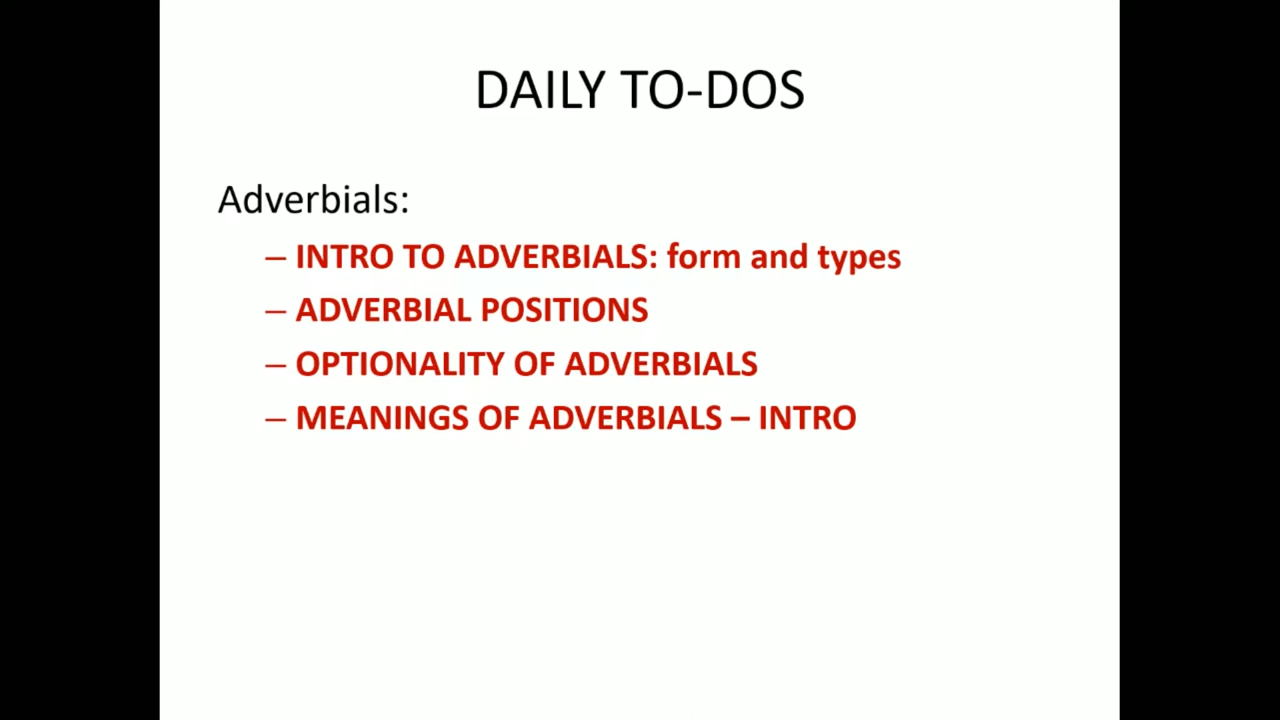 DAILY TO-DOS
Adverbials:
– INTRO TO ADVERBIALS: form and types
– ADVERBIAL POSITIONS
– OPTIONALITY OF ADVERBIALS
– MEANINGS OF ADVERBIALS – INTRO